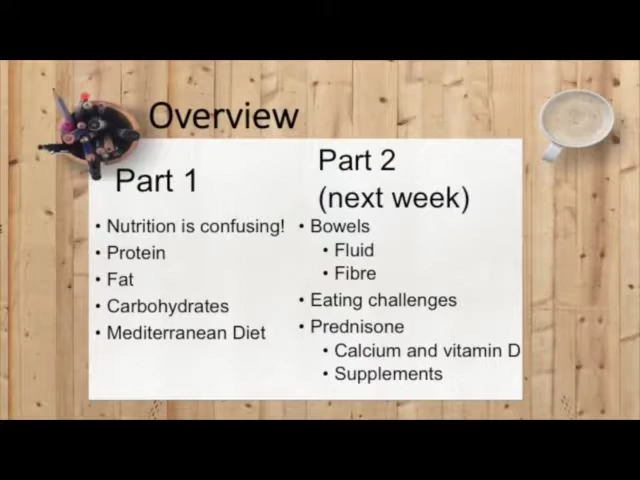 Overview
Part 1
• Nutrition is confusing!
• Protein
• Fat
• Carbohydrates
• Mediterranean Diet
Part 2
(next week)
• Bowels
• Fluid
• Fibre
• Eating challenges
• Prednisone
• Calcium and vitamin D
• Supplements